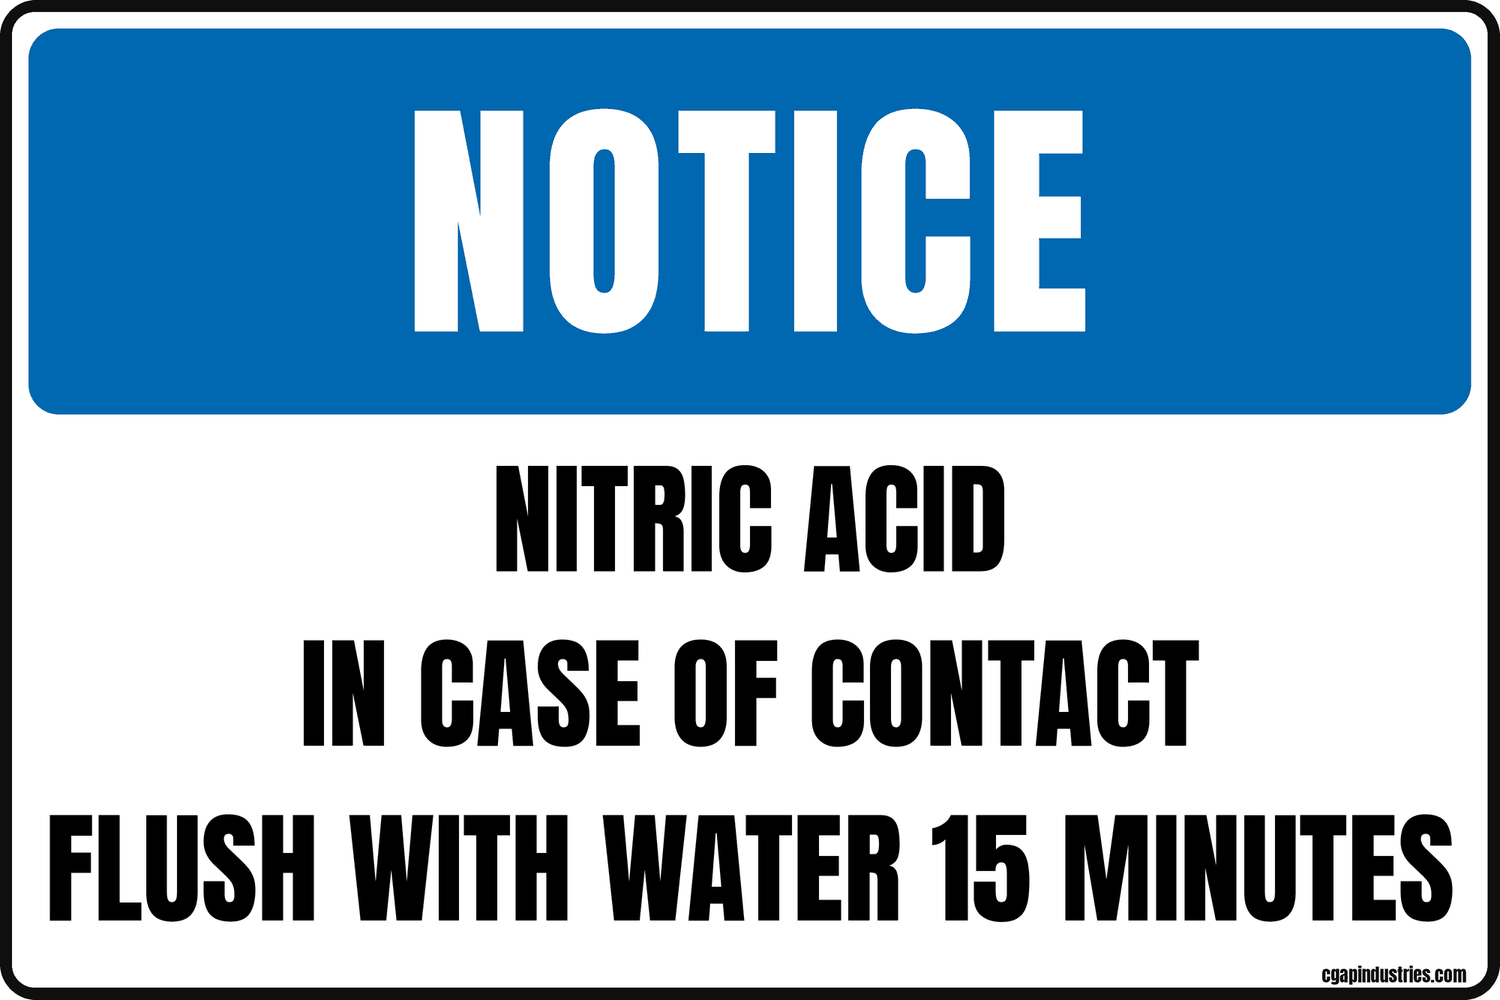 NOTICE
NITRIC ACID
IN CASE OF CONTACT
FLUSH WITH WATER 15 MINUTES
cgapindustries.com